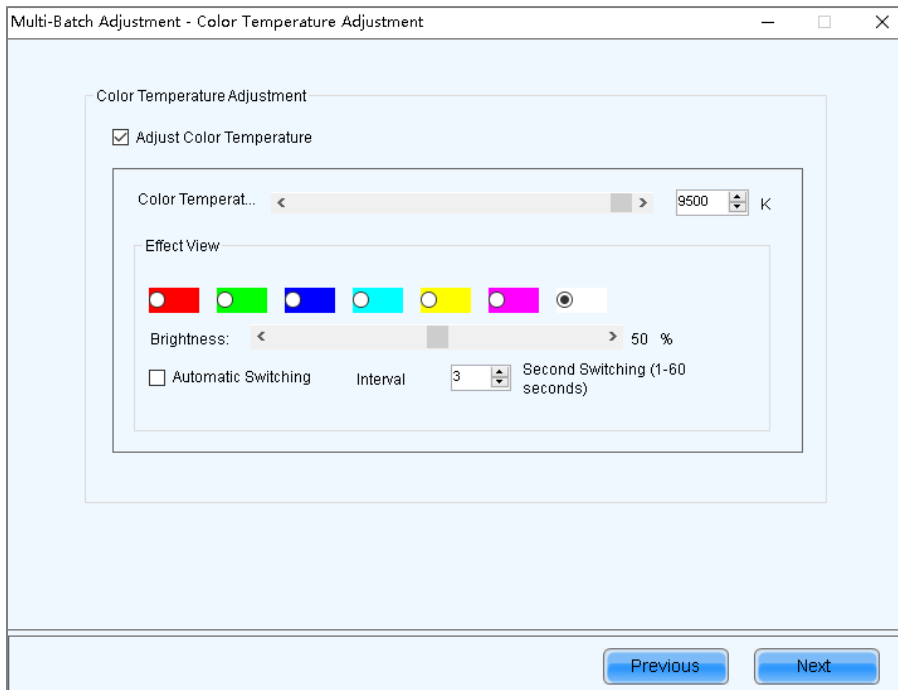 Multi-Batch Adjustment - Color Temperature Adjustment
Color Temperature Adjustment
Adjust Color Temperature
Color Temperat... 9500 K
Effect View
Brightness: 50 %
Automatic Switching Interval 3 Second Switching (1-60
seconds)
Previous Next